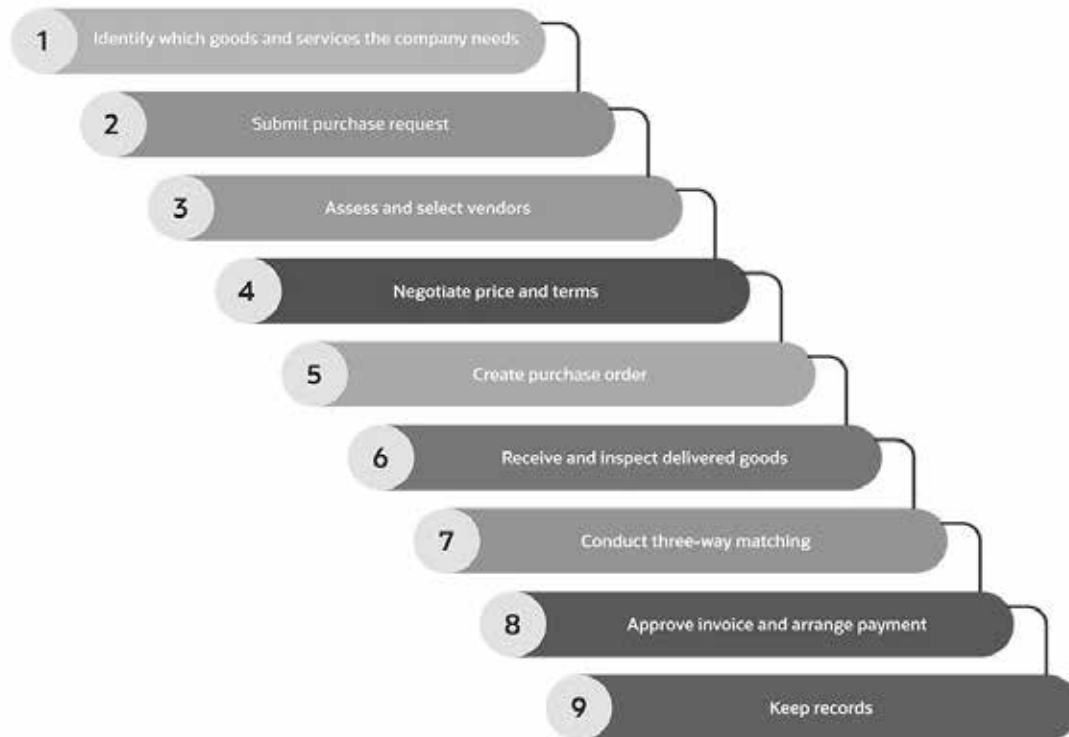 1 Identify which goods and services the company needs
2 Submit purchase request
3 Assess and select vendors
4 Negotiate price and terms
5 Create purchase order
6 Receive and inspect delivered goods
7 Conduct three-way matching
8 Approve invoice and arrange payment
9 Keep records